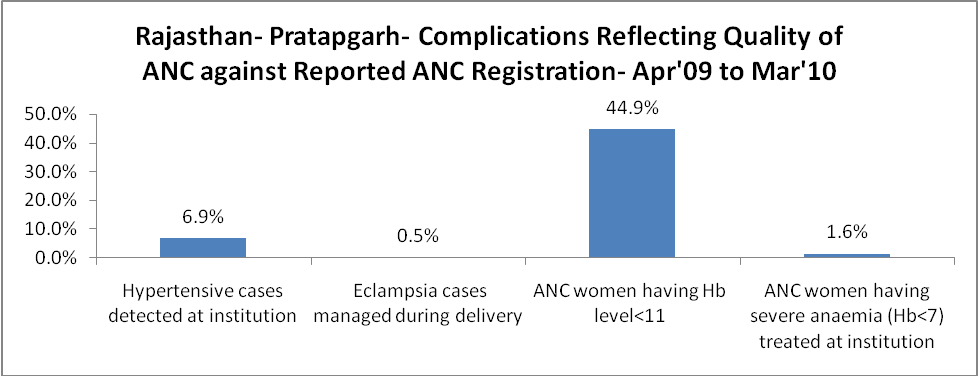 Rajasthan- Pratapgarh- Complications Reflecting Quality of
ANC against Reported ANC Registration- Apr'09 to Mar'10
50.0%
40.0%
30.0%
20.0%
10.0%
0.0%
6.9%
0.5%
44.9%
1.6%
Hypertensive cases
detected at institution
Eclampsia cases
managed during delivery
ANC women having Hb
level<11
ANC women having
severe anaemia (Hb<7)
treated at institution